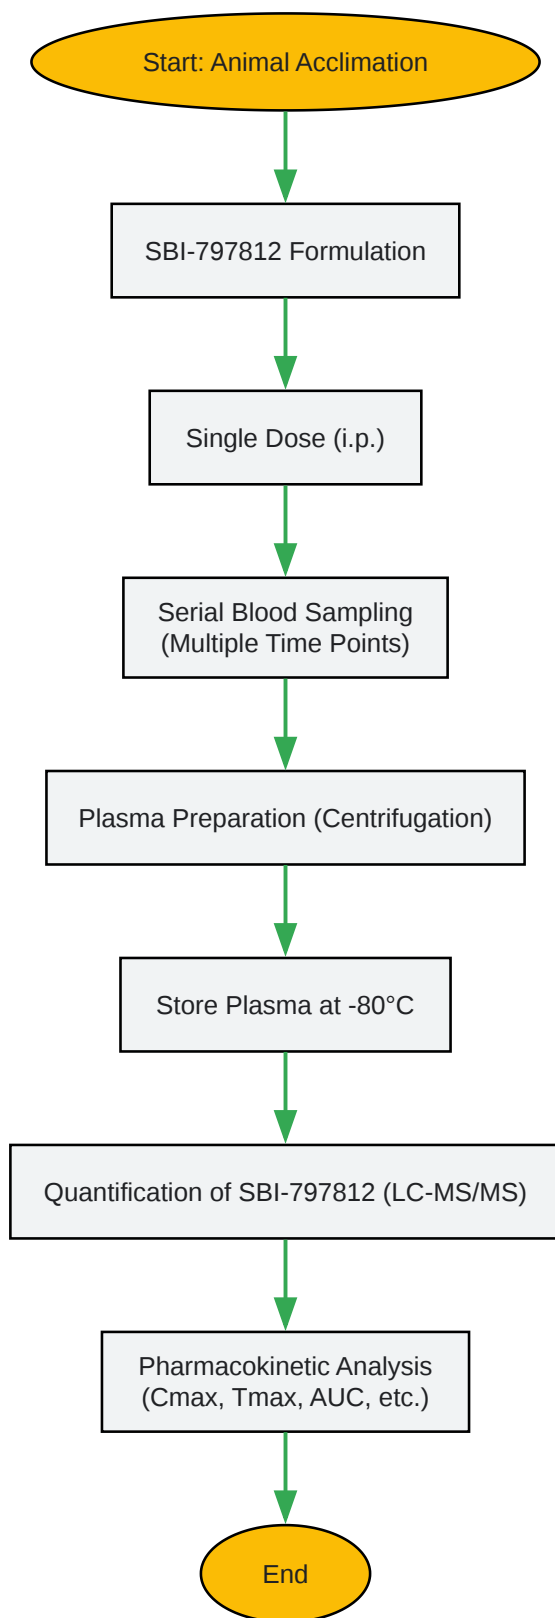 Start: Animal Acclimation
SBI-797812 Formulation
Single Dose (i.p.)
Serial Blood Sampling
(Multiple Time Points)
Plasma Preparation (Centrifugation)
Store Plasma at -80°C
Quantification of SBI-797812 (LC-MS/MS)
Pharmacokinetic Analysis
(Cmax, Tmax, AUC, etc.)
End